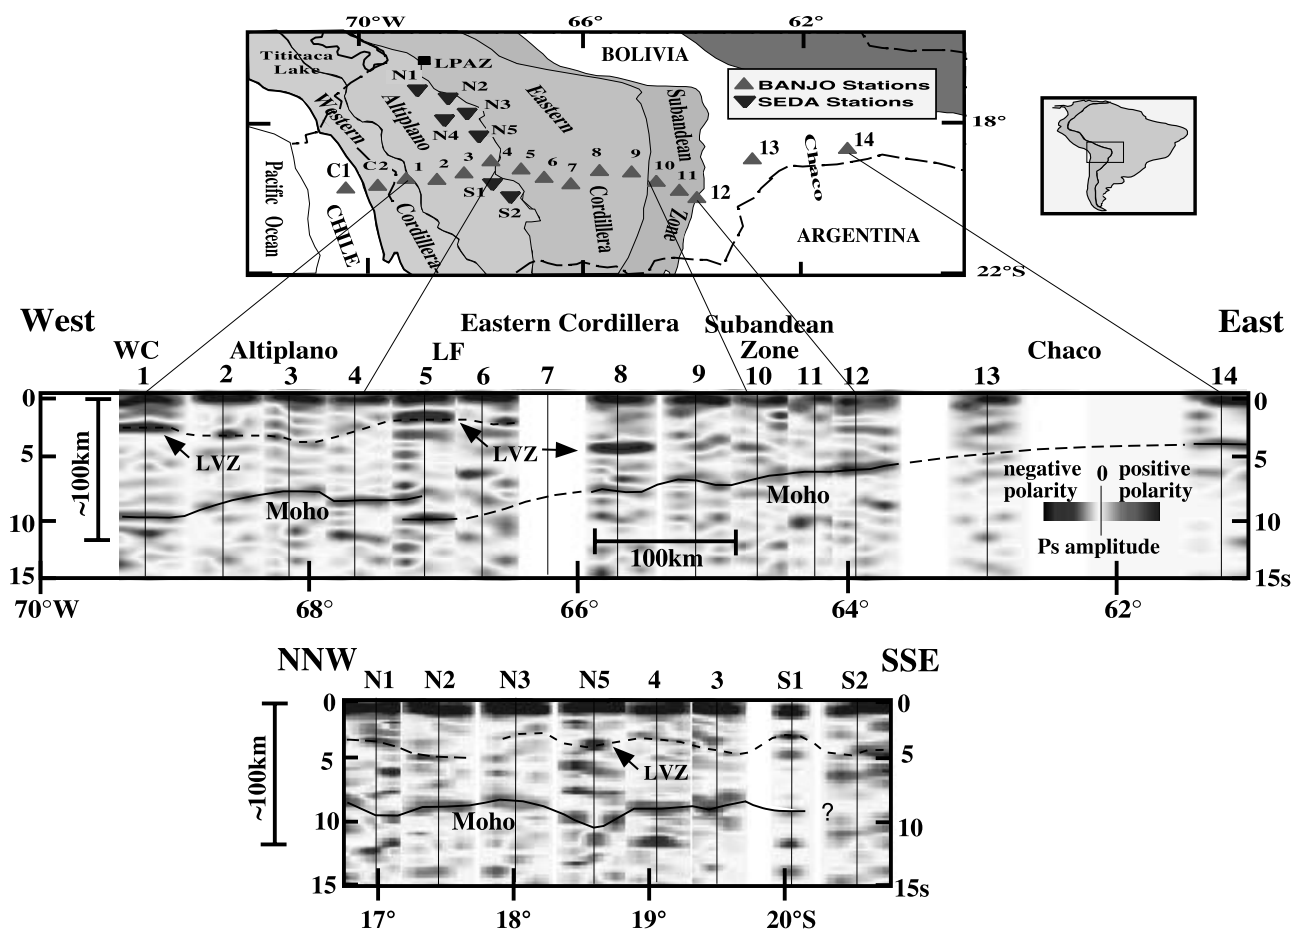 70°W 66° 62°
Titicaca
Lake
LPAZ
BOLIVIA
BANJO Stations
SEDA Stations
N1 N2 N3 N4 N5
Western
Altiplano
Eastern
Subandean
18°
C1 C2 1 2 3 4 5 6 7 8 9 10 11 12 13 14
S1 S2
Pacific Ocean
CHILE
Cordillera
Cordillera
Zone
Chaco
ARGENTINA
22°S
West East
Eastern Cordillera Subandean
WC Altiplano LF Zone Chaco
1 2 3 4 5 6 7 8 9 10 11 12 13 14
0 0
5 5
10 10
15 15s
~100km
LVZ LVZ
Moho Moho
100km
negative 0 positive
polarity polarity
Ps amplitude
70°W 68° 66° 64° 62°
NNW SSE
N1 N2 N3 N5 4 3 S1 S2
0 0
5 5
10 10
15 15s
~100km
LVZ
Moho ?
17° 18° 19° 20°S